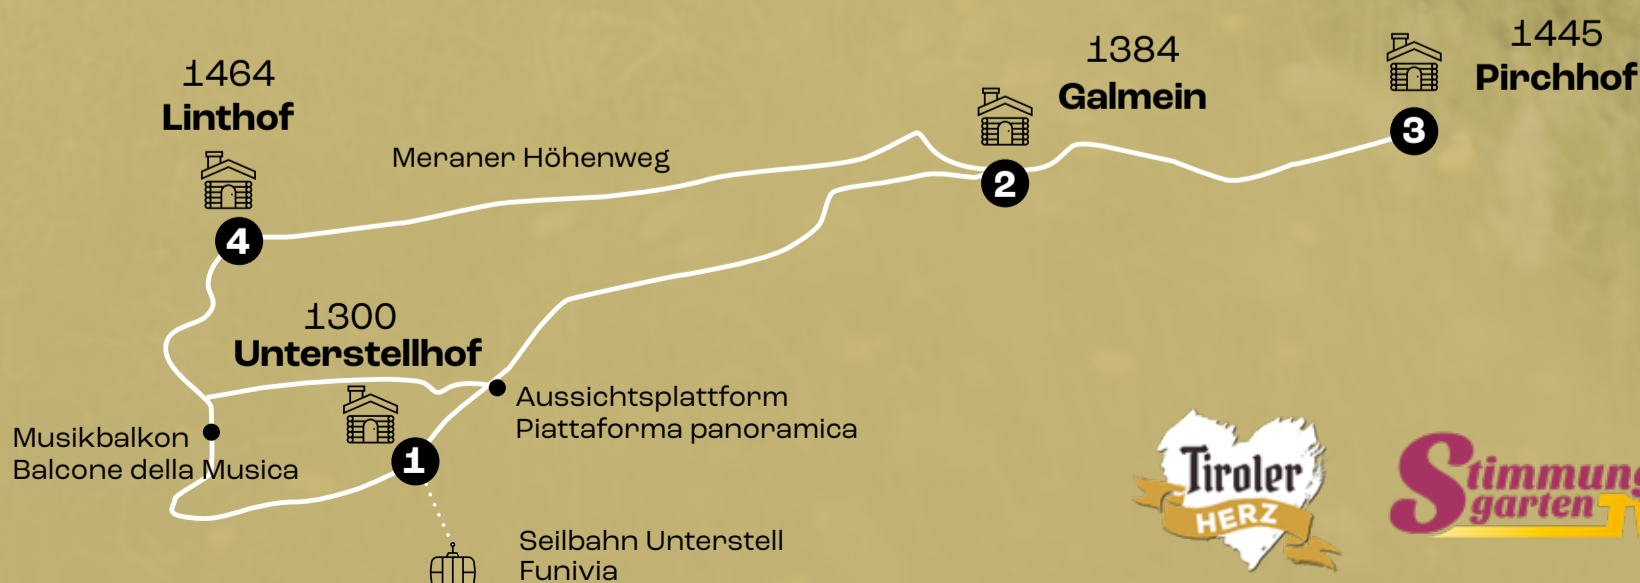 1464
Linthof
4
Meraner Höhenweg
1384
Galmein
2
1445
Pirchhof
3
1300
Unterstellhof
1
Musikbalkon
Balcone della Musica
Aussichtsplattform
Piattaforma panoramica
Seilbahn Unterstell
Funivia
Tiroler
HERZ
Stimmung
garten TV